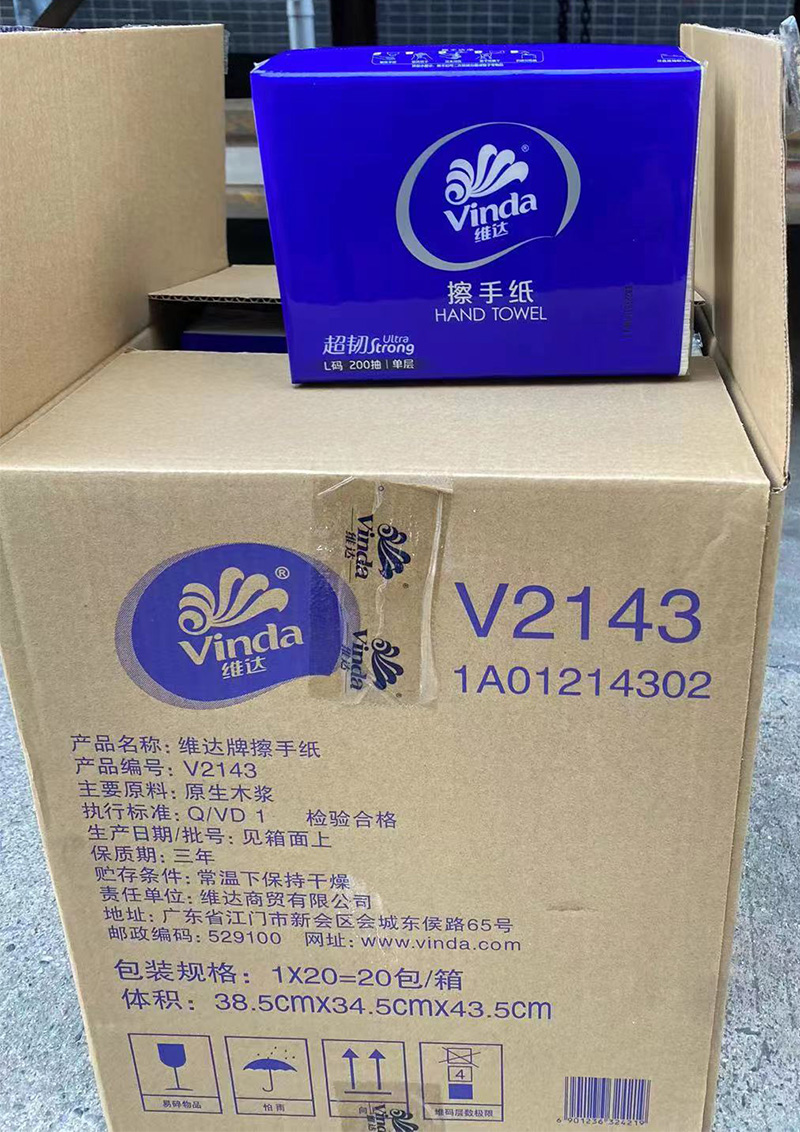 Vinda®
维达
擦手纸
HAND TOWEL
超韧 Ultra Strong
L码 200抽 | 单层
Vinda 维达
Vinda 维达
Vinda®
维达
V2143
1A01214302
产品名称: 维达牌擦手纸
产品编号: V2143
主要原料: 原生木浆
执行标准: Q/VD 1 检验合格
生产日期/批号: 见箱面上
保质期: 三年
贮存条件: 常温下保持干燥
责任单位: 维达商贸有限公司
地址: 广东省江门市新会区会城东侯路65号
邮政编码: 529100 网址: www.vinda.com
包装规格: 1X20=20包/箱
体积: 38.5cmx34.5cmx43.5cm
4
易碎物品
怕雨
向
堆码层数极限
Vinda
6 901236 324219